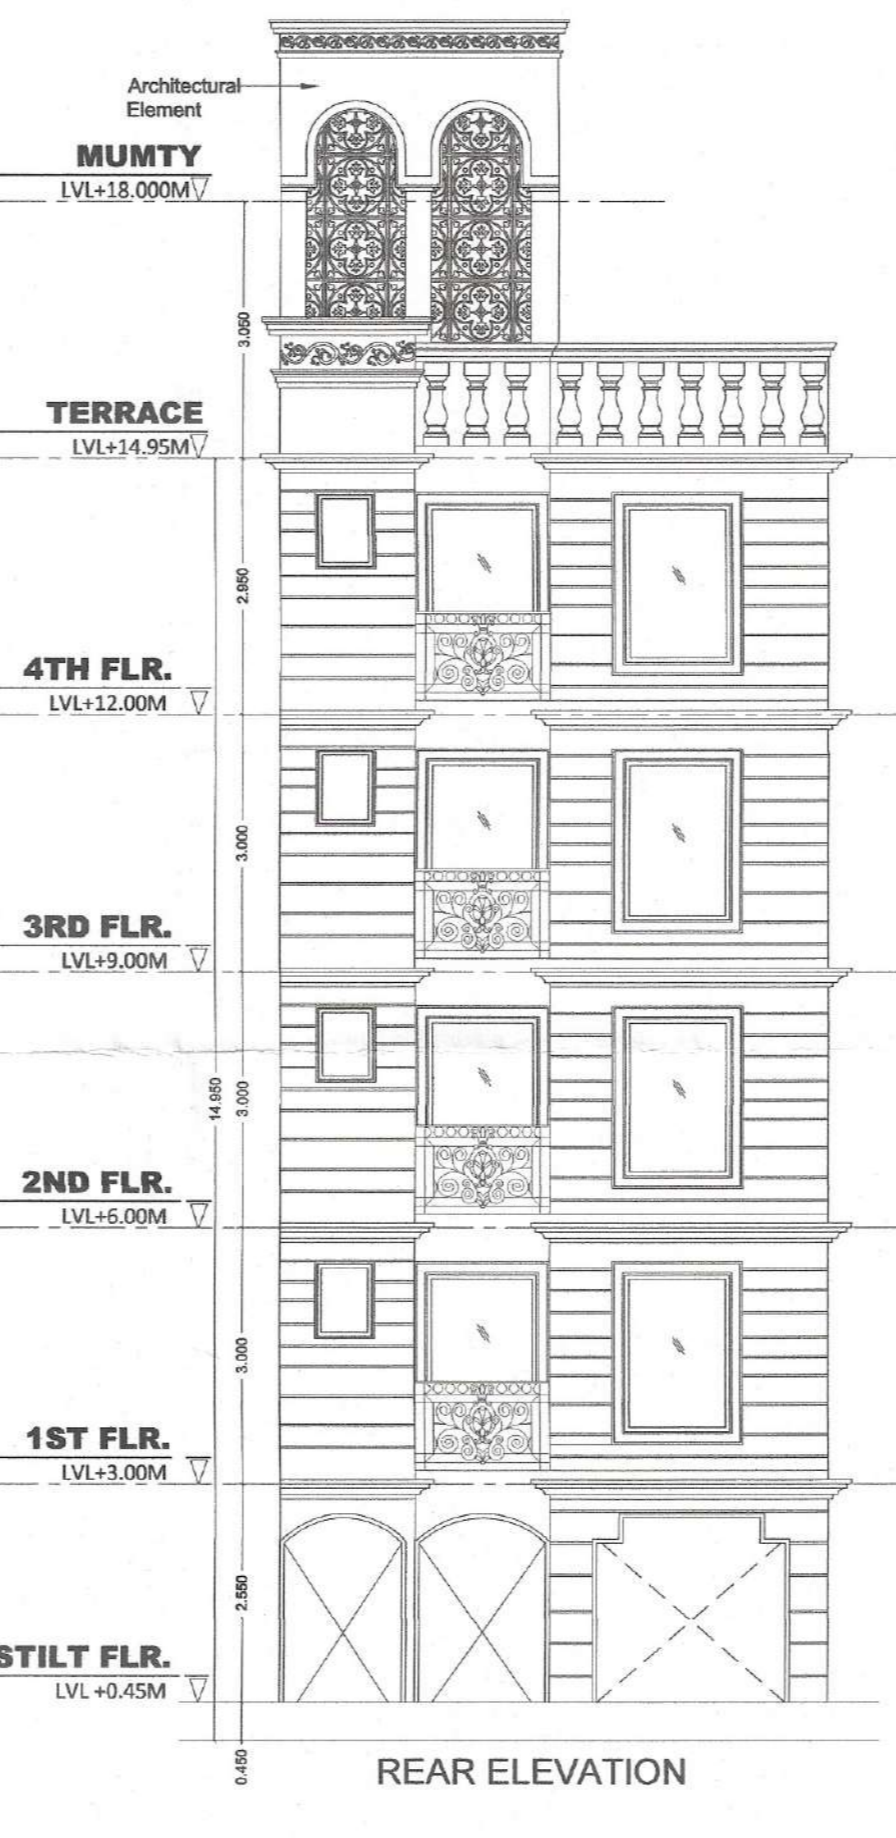 Architectural
Element
MUMTY
LVL+18.000M
3.050
TERRACE
LVL+14.95M
2.950
4TH FLR.
LVL+12.00M
3.000
3RD FLR.
LVL+9.00M
14.950
3.000
2ND FLR.
LVL+6.00M
3.000
1ST FLR.
LVL+3.00M
2.550
STILT FLR.
LVL +0.45M
0.450
REAR ELEVATION